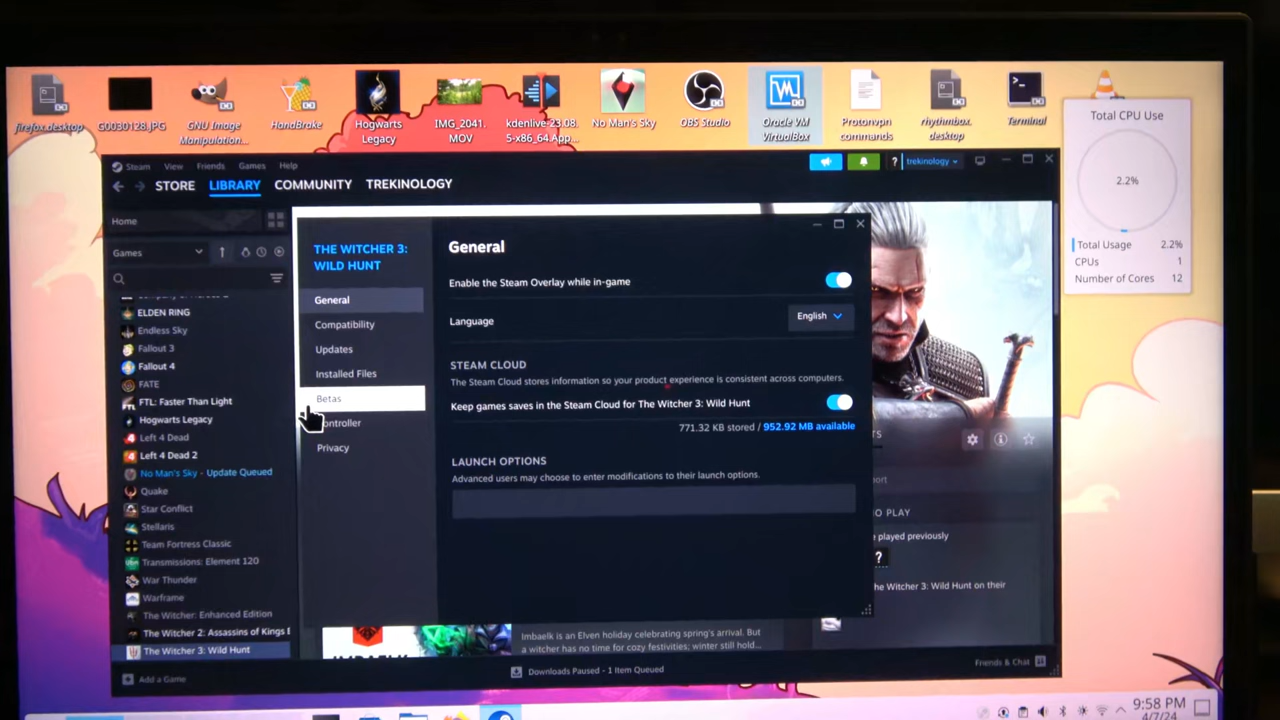 firefox.desktop
G0030128.JPG
GNU Image
Manipulation...
HandBrake
Hogwarts
Legacy
IMG_2041.
MOV
kdenlive-23.08.
5-x86_64.App...
No Man's Sky
OBS Studio
Oracle VM
VirtualBox
Protonvpn
commands
rhythmbox.
desktop
Terminal
Total CPU Use
2.2%
Total Usage 2.2%
CPUs 1
Number of Cores 12
Steam View Friends Games Help
? trekinology
STORE LIBRARY COMMUNITY TREKINOLOGY
Home
Games
ELDEN RING
Endless Sky
Fallout 3
Fallout 4
FATE
FTL: Faster Than Light
Hogwarts Legacy
Left 4 Dead
Left 4 Dead 2
No Man's Sky - Update Queued
Quake
Star Conflict
Stellaris
Team Fortress Classic
Transmissions: Element 120
War Thunder
Warframe
The Witcher: Enhanced Edition
The Witcher 2: Assassins of Kings E
The Witcher 3: Wild Hunt
THE WITCHER 3:
WILD HUNT
General
Compatibility
Updates
Installed Files
Betas
ontroller
Privacy
General
Enable the Steam Overlay while in-game
Language English
STEAM CLOUD
The Steam Cloud stores information so your product experience is consistent across computers.
Keep games saves in the Steam Cloud for The Witcher 3: Wild Hunt
771.32 KB stored / 952.92 MB available
LAUNCH OPTIONS
Advanced users may choose to enter modifications to their launch options.
TS
port
O PLAY
e played previously
?
he Witcher 3: Wild Hunt on their
Imbaelk is an Elven holiday celebrating spring's arrival. But
a witcher has no time for cozy festivities; winter still hold...
Add a Game
Downloads Paused - 1 Item Queued
Friends & Chat
9:58 PM
4/7/24